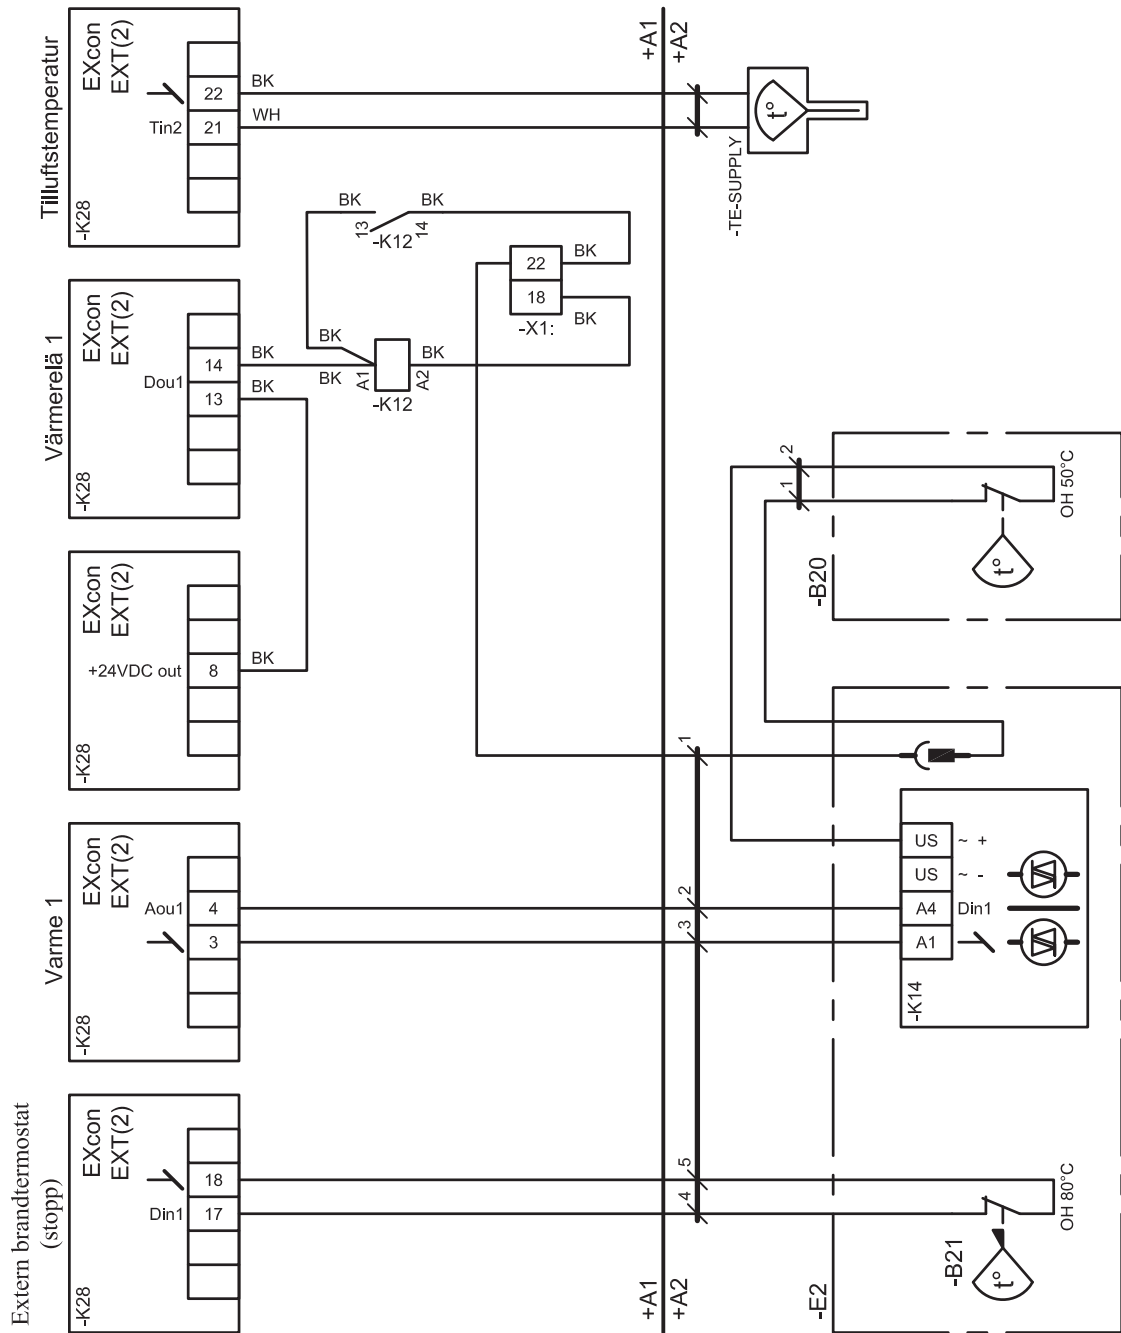 Tilluftstemperatur
-K28
EXcon
EXT(2)
22
Tin2
21
BK
WH
+A1
+A2
-TE-SUPPLY
t°
Värmerelä 1
-K28
EXcon
EXT(2)
Dou1
14
13
BK
BK
BK
BK
A1
A2
-K12
BK
BK
13
14
-K12
BK
BK
22
18
-X1:
BK
BK
-K28
EXcon
EXT(2)
+24VDC out
8
BK
1
2
1
-B20
t°
OH 50°C
Varme 1
-K28
EXcon
EXT(2)
Aou1
4
3
2
3
US
~ +
US
~ -
A4
Din1
A1
-K14
Extern brandtermostat
(stopp)
-K28
EXcon
EXT(2)
18
Din1
17
5
4
+A1
+A2
-E2
-B21
t°
OH 80°C